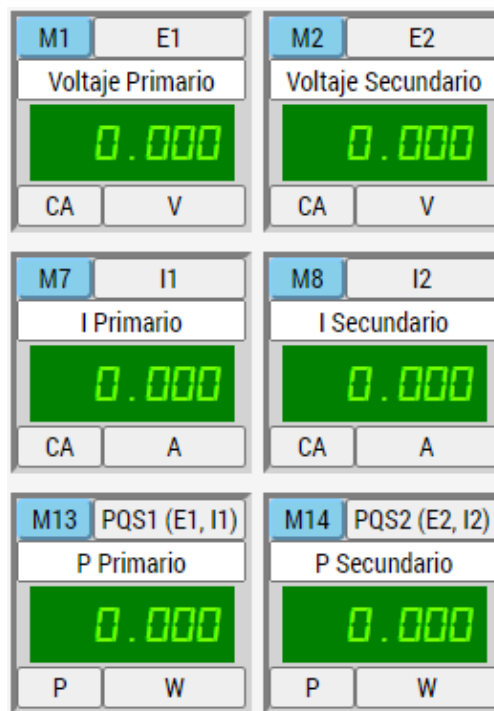 M1 E1
Voltaje Primario
0.000
CA V
M2 E2
Voltaje Secundario
0.000
CA V
M7 I1
I Primario
0.000
CA A
M8 I2
I Secundario
0.000
CA A
M13 PQS1 (E1, I1)
P Primario
0.000
P W
M14 PQS2 (E2, I2)
P Secundario
0.000
P W